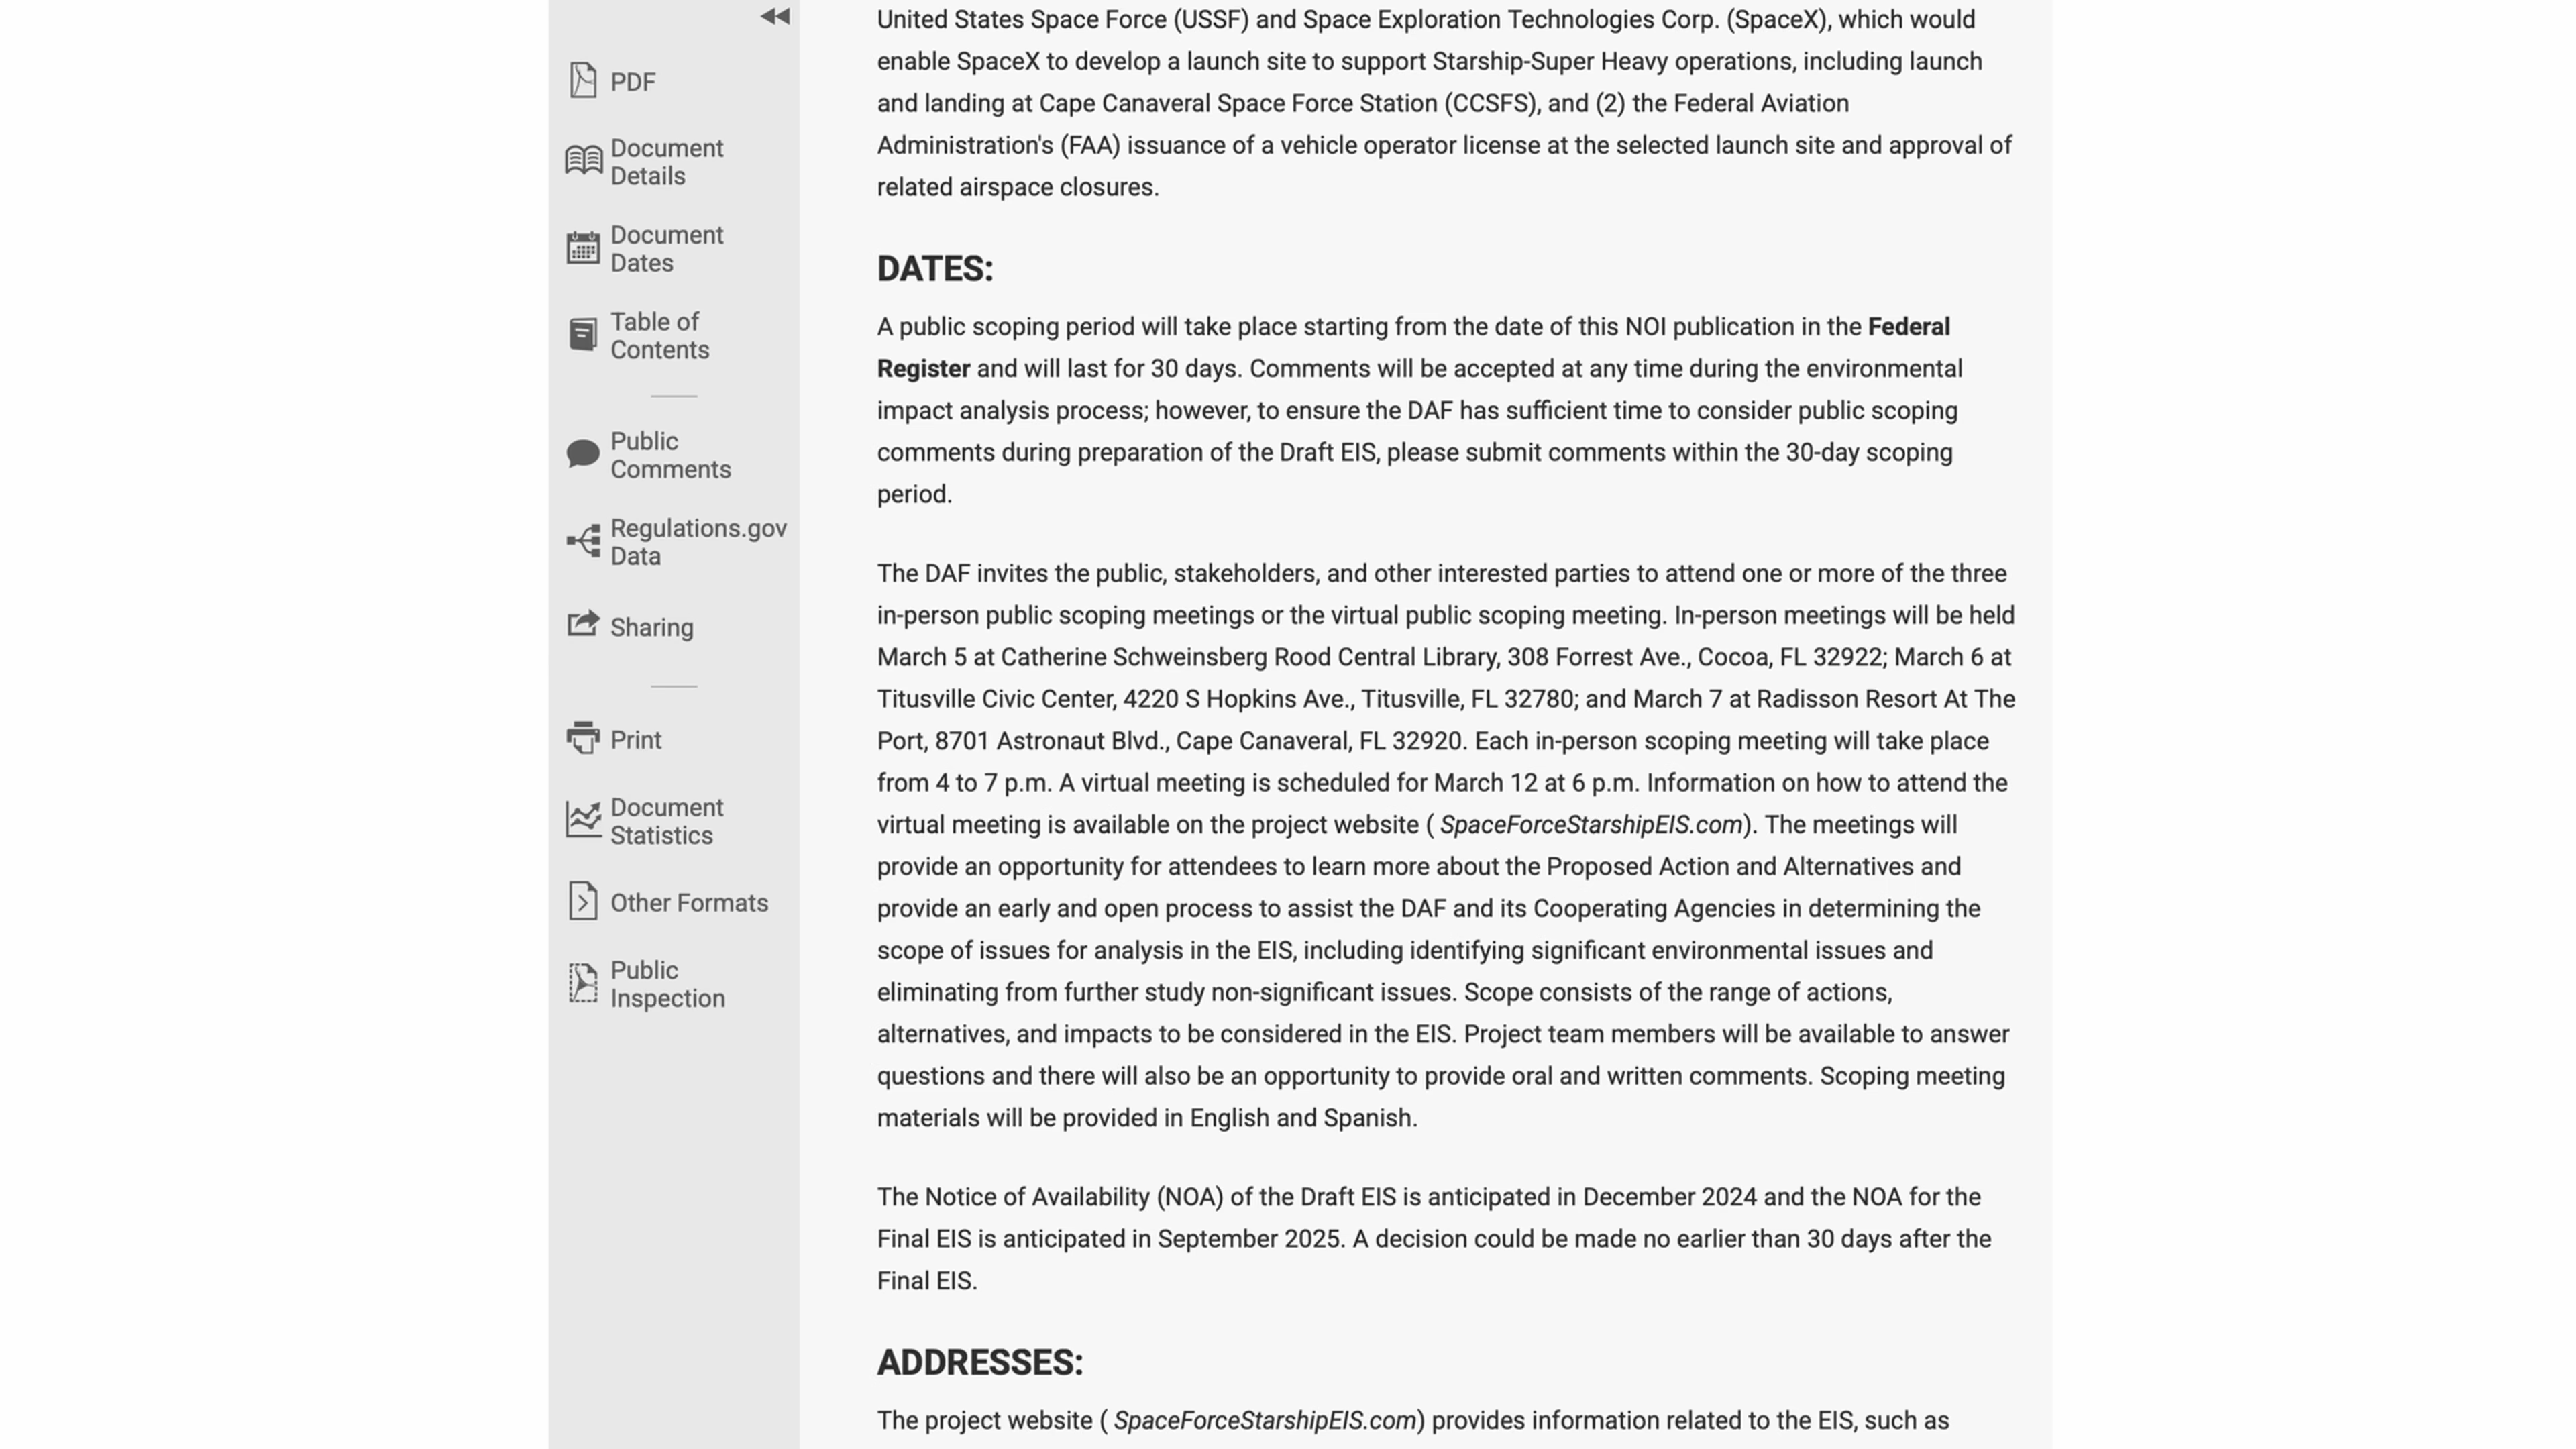 PDF
Document
Details
Document
Dates
Table of
Contents
Public
Comments
Regulations.gov
Data
Sharing
Print
Document
Statistics
Other Formats
Public
Inspection
United States Space Force (USSF) and Space Exploration Technologies Corp. (SpaceX), which would
enable SpaceX to develop a launch site to support Starship-Super Heavy operations, including launch
and landing at Cape Canaveral Space Force Station (CCSFS), and (2) the Federal Aviation
Administration's (FAA) issuance of a vehicle operator license at the selected launch site and approval of
related airspace closures.
DATES:
A public scoping period will take place starting from the date of this NOI publication in the Federal
Register and will last for 30 days. Comments will be accepted at any time during the environmental
impact analysis process; however, to ensure the DAF has sufficient time to consider public scoping
comments during preparation of the Draft EIS, please submit comments within the 30-day scoping
period.
The DAF invites the public, stakeholders, and other interested parties to attend one or more of the three
in-person public scoping meetings or the virtual public scoping meeting. In-person meetings will be held
March 5 at Catherine Schweinsberg Rood Central Library, 308 Forrest Ave., Cocoa, FL 32922; March 6 at
Titusville Civic Center, 4220 S Hopkins Ave., Titusville, FL 32780; and March 7 at Radisson Resort At The
Port, 8701 Astronaut Blvd., Cape Canaveral, FL 32920. Each in-person scoping meeting will take place
from 4 to 7 p.m. A virtual meeting is scheduled for March 12 at 6 p.m. Information on how to attend the
virtual meeting is available on the project website ( SpaceForceStarshipEIS.com). The meetings will
provide an opportunity for attendees to learn more about the Proposed Action and Alternatives and
provide an early and open process to assist the DAF and its Cooperating Agencies in determining the
scope of issues for analysis in the EIS, including identifying significant environmental issues and
eliminating from further study non-significant issues. Scope consists of the range of actions,
alternatives, and impacts to be considered in the EIS. Project team members will be available to answer
questions and there will also be an opportunity to provide oral and written comments. Scoping meeting
materials will be provided in English and Spanish.
The Notice of Availability (NOA) of the Draft EIS is anticipated in December 2024 and the NOA for the
Final EIS is anticipated in September 2025. A decision could be made no earlier than 30 days after the
Final EIS.
ADDRESSES:
The project website ( SpaceForceStarshipEIS.com) provides information related to the EIS, such as